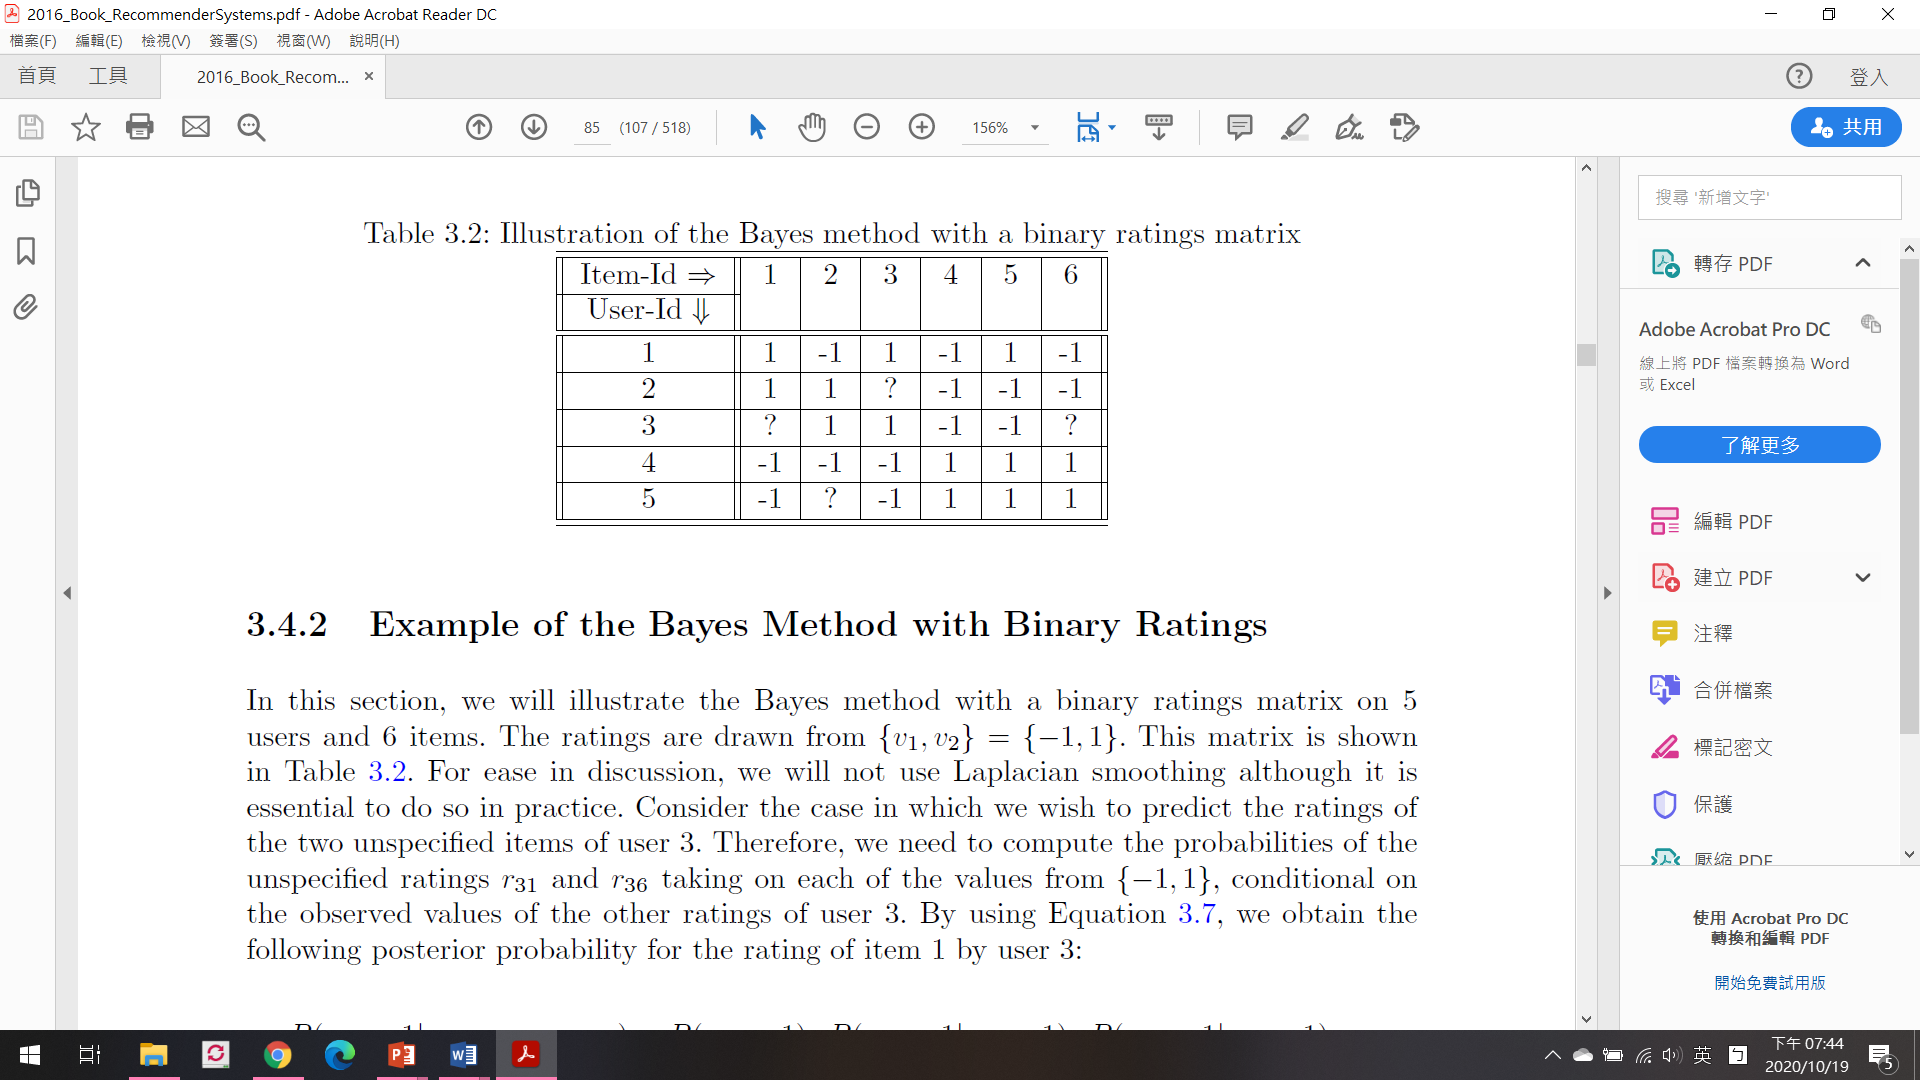 2016_Book_RecommenderSystems.pdf - Adobe Acrobat Reader DC
檔案(F) 編輯(E) 檢視(V) 簽署(S) 視窗(W) 說明(H)
首頁 工具 2016_Book_Recom... × ? 登入
85 (107 / 518) 156% 共用
Table 3.2: Illustration of the Bayes method with a binary ratings matrix
Item-Id ⇒ 1 2 3 4 5 6
User-Id ⇓
1 1 -1 1 -1 1 -1
2 1 1 ? -1 -1 -1
3 ? 1 1 -1 -1 ?
4 -1 -1 -1 1 1 1
5 -1 ? -1 1 1 1
3.4.2 Example of the Bayes Method with Binary Ratings
In this section, we will illustrate the Bayes method with a binary ratings matrix on 5
users and 6 items. The ratings are drawn from {v1, v2} = {−1, 1}. This matrix is shown
in Table 3.2. For ease in discussion, we will not use Laplacian smoothing although it is
essential to do so in practice. Consider the case in which we wish to predict the ratings of
the two unspecified items of user 3. Therefore, we need to compute the probabilities of the
unspecified ratings r31 and r36 taking on each of the values from {−1, 1}, conditional on
the observed values of the other ratings of user 3. By using Equation 3.7, we obtain the
following posterior probability for the rating of item 1 by user 3:
搜尋 '新增文字'
轉存 PDF
Adobe Acrobat Pro DC
線上將 PDF 檔案轉換為 Word
或 Excel
了解更多
編輯 PDF
建立 PDF
注釋
合併檔案
標記密文
保護
壓縮 PDF
使用 Acrobat Pro DC
轉換和編輯 PDF
開始免費試用版
英 ㄅ
下午 07:44
2020/10/19
5